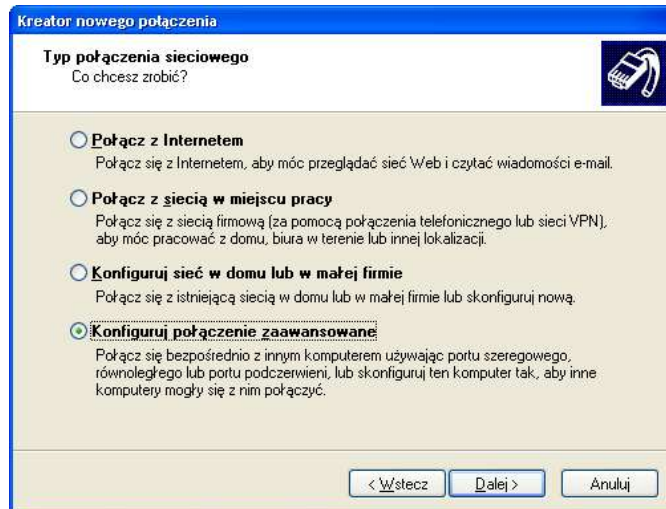 Kreator nowego połączenia
Typ połączenia sieciowego
Co chcesz zrobić?
Połącz z Internetem
Połącz się z Internetem, aby móc przeglądać sieć Web i czytać wiadomości e-mail.
Połącz z siecią w miejscu pracy
Połącz się z siecią firmową (za pomocą połączenia telefonicznego lub sieci VPN),
aby móc pracować z domu, biura w terenie lub innej lokalizacji.
Konfiguruj sieć w domu lub w małej firmie
Połącz się z istniejącą siecią w domu lub w małej firmie lub skonfiguruj nową.
Konfiguruj połączenie zaawansowane
Połącz się bezpośrednio z innym komputerem używając portu szeregowego,
równoległego lub portu podczerwieni, lub skonfiguruj ten komputer tak, aby inne
komputery mogły się z nim połączyć.
< Wstecz Dalej > Anuluj